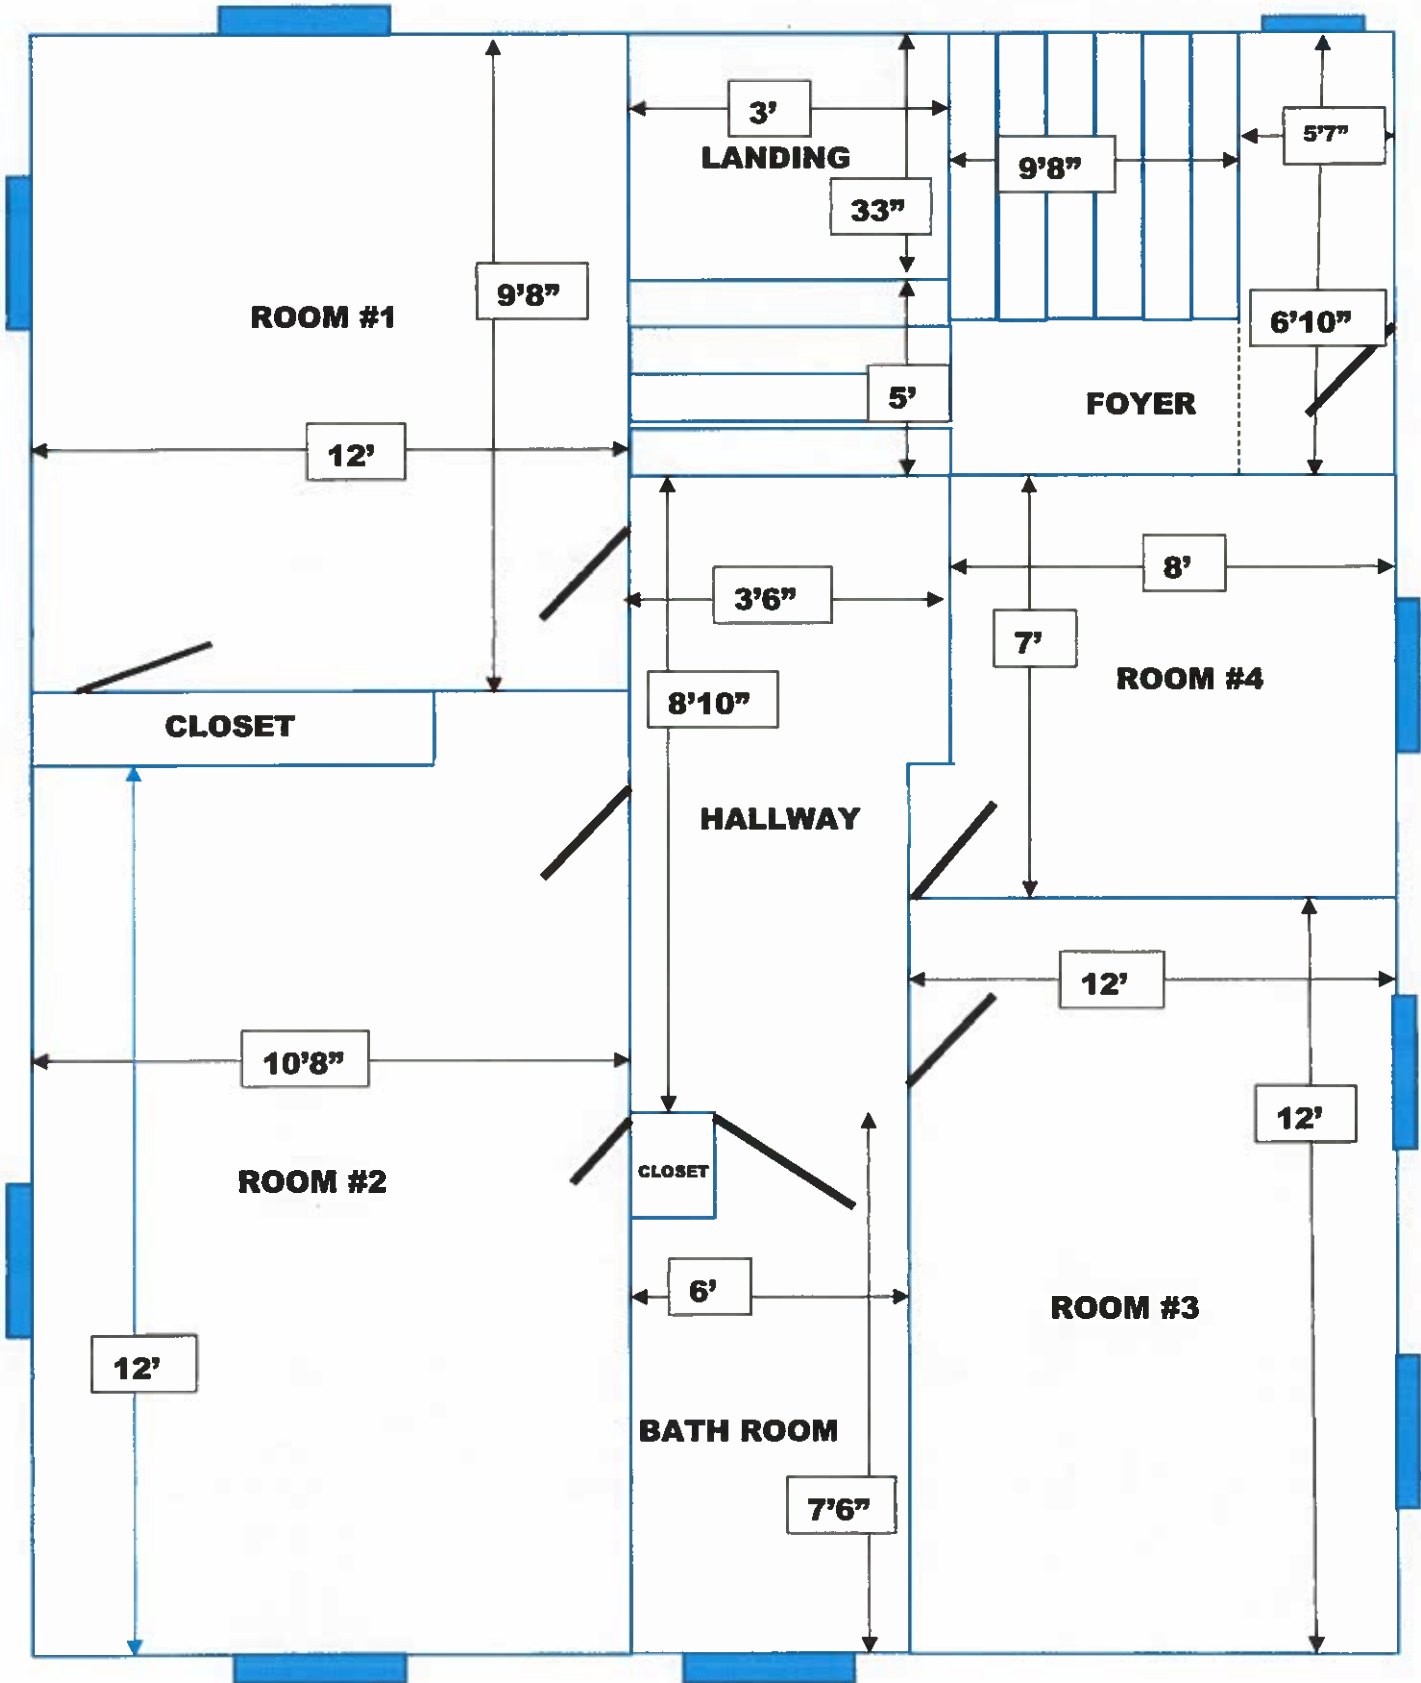 3’
LANDING
33”
9’8”
5’7”
6’10”
9’8”
ROOM #1
12’
5’
FOYER
3’6”
8’
7’
ROOM #4
8’10”
CLOSET
HALLWAY
12’
10’8”
12’
ROOM #2
CLOSET
6’
ROOM #3
12’
BATH ROOM
7’6”